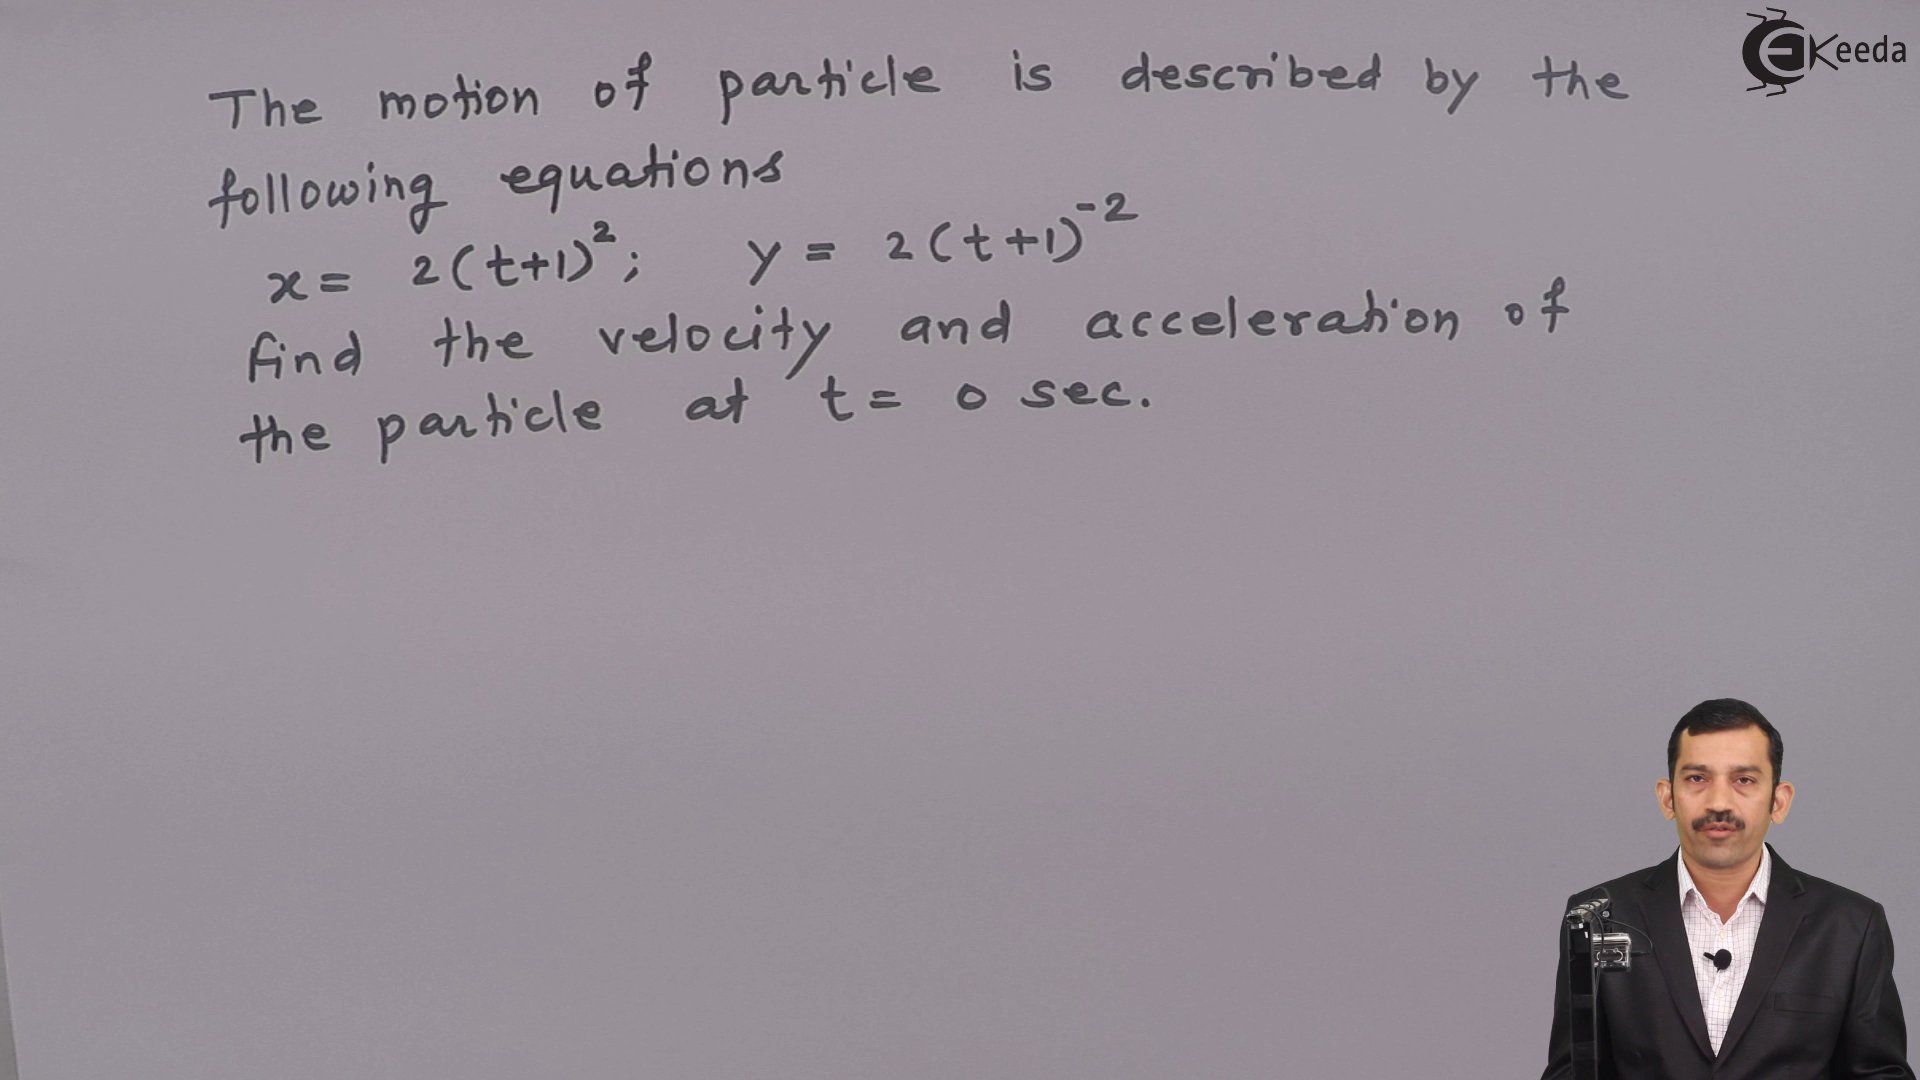 The motion of particle is described by the
following equations
x = 2(t+1)²; y = 2(t+1)⁻²
find the velocity and acceleration of
the particle at t = 0 sec.
EKeeda